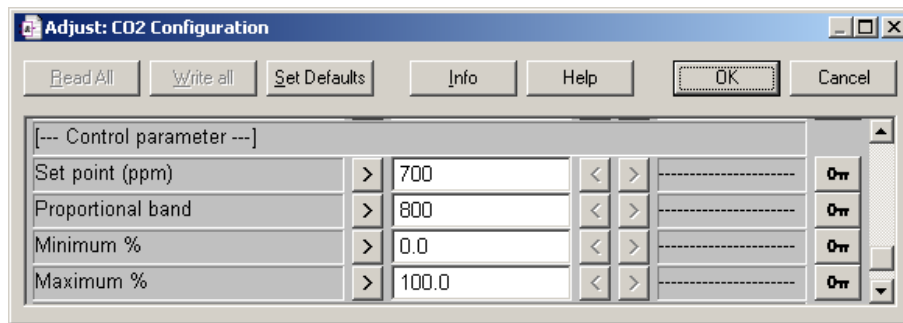 Adjust: CO2 Configuration
Read All Write all Set Defaults Info Help OK Cancel
[--- Control parameter ---]
Set point (ppm) > 700 < > ----------------------
Proportional band > 800 < > ----------------------
Minimum % > 0.0 < > ----------------------
Maximum % > 100.0 < > ----------------------